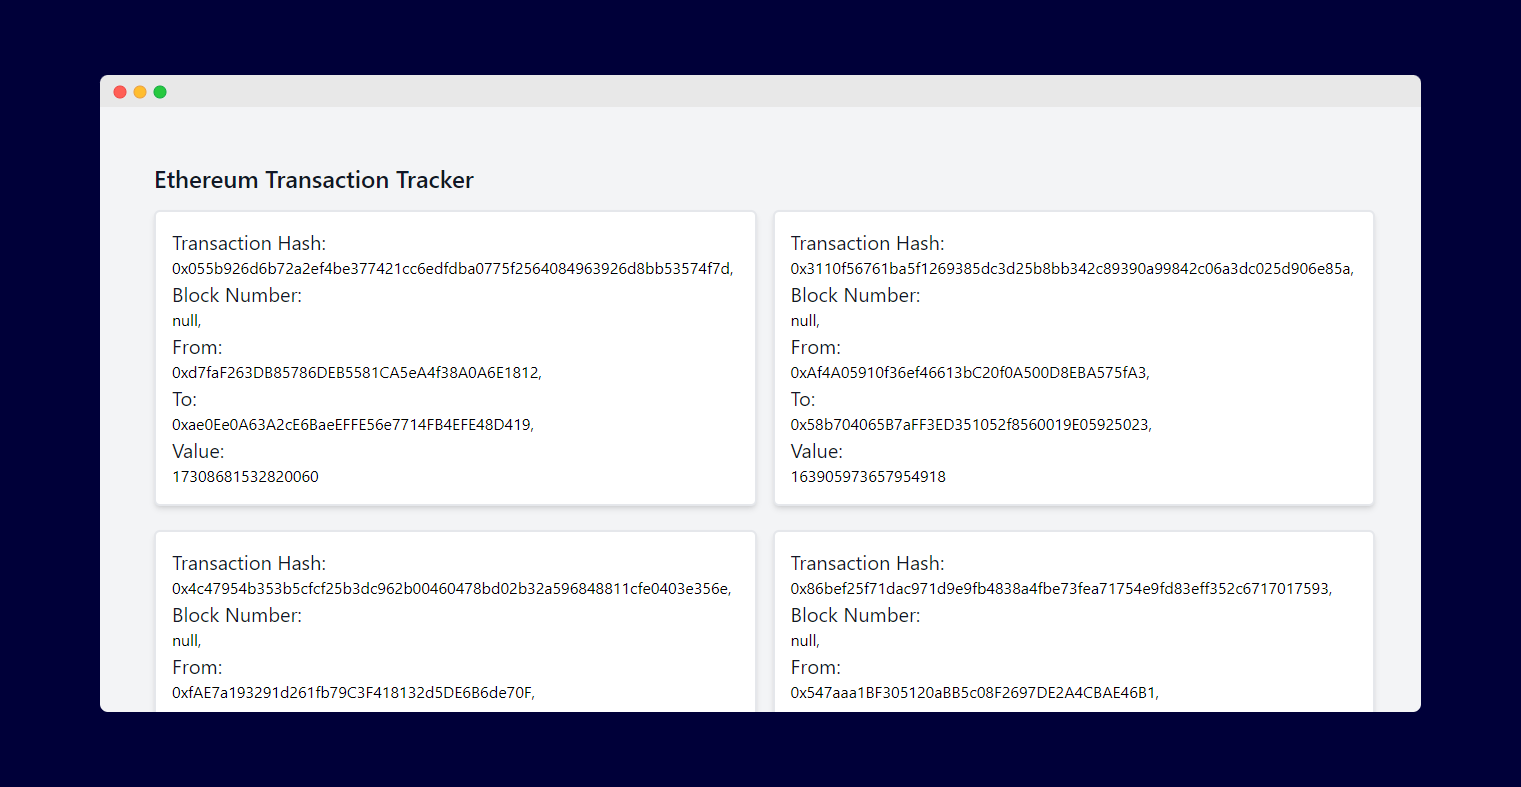 Ethereum Transaction Tracker
Transaction Hash:
0x055b926d6b72a2ef4be377421cc6edfdba0775f2564084963926d8bb53574f7d,
Block Number:
null,
From:
0xd7faF263DB85786DEB5581CA5eA4f38A0A6E1812,
To:
0xae0Ee0A63A2cE6BaeEFFE56e7714FB4EFE48D419,
Value:
17308681532820060
Transaction Hash:
0x3110f56761ba5f1269385dc3d25b8bb342c89390a99842c06a3dc025d906e85a,
Block Number:
null,
From:
0xAf4A05910f36ef46613bC20f0A500D8EBA575fA3,
To:
0x58b704065B7aFF3ED351052f8560019E05925023,
Value:
163905973657954918
Transaction Hash:
0x4c47954b353b5cfcf25b3dc962b00460478bd02b32a596848811cfe0403e356e,
Block Number:
null,
From:
0xfAE7a193291d261fb79C3F418132d5DE6B6de70F,
Transaction Hash:
0x86bef25f71dac971d9e9fb4838a4fbe73fea71754e9fd83eff352c6717017593,
Block Number:
null,
From:
0x547aaa1BF305120aBB5c08F2697DE2A4CBAE46B1,